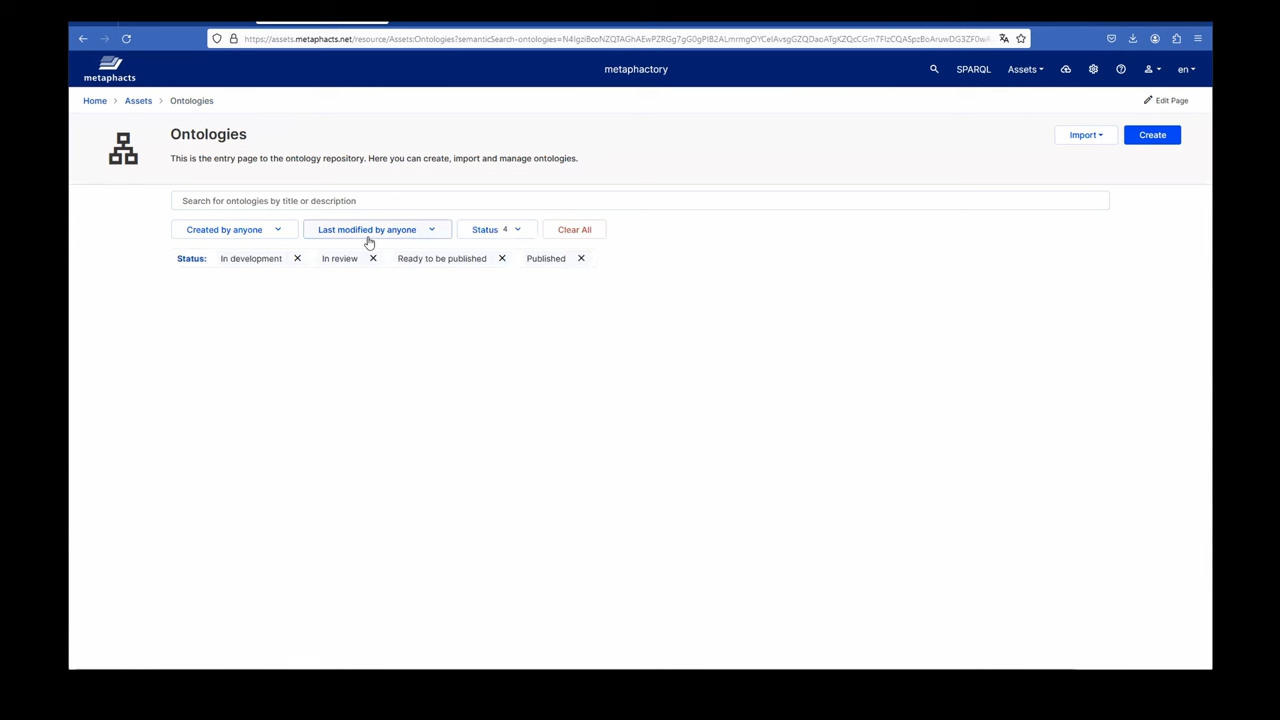 https://assets.metaphacts.net/resource/Assets:Ontologies?semanticSearch-ontologies=
metaphacts
metaphactory
SPARQL
Assets
en
Home > Assets > Ontologies
Edit Page
Ontologies
Import
Create
This is the entry page to the ontology repository. Here you can create, import and manage ontologies.
Search for ontologies by title or description
Created by anyone
Last modified by anyone
Status 4
Clear All
Status: In development In review Ready to be published Published